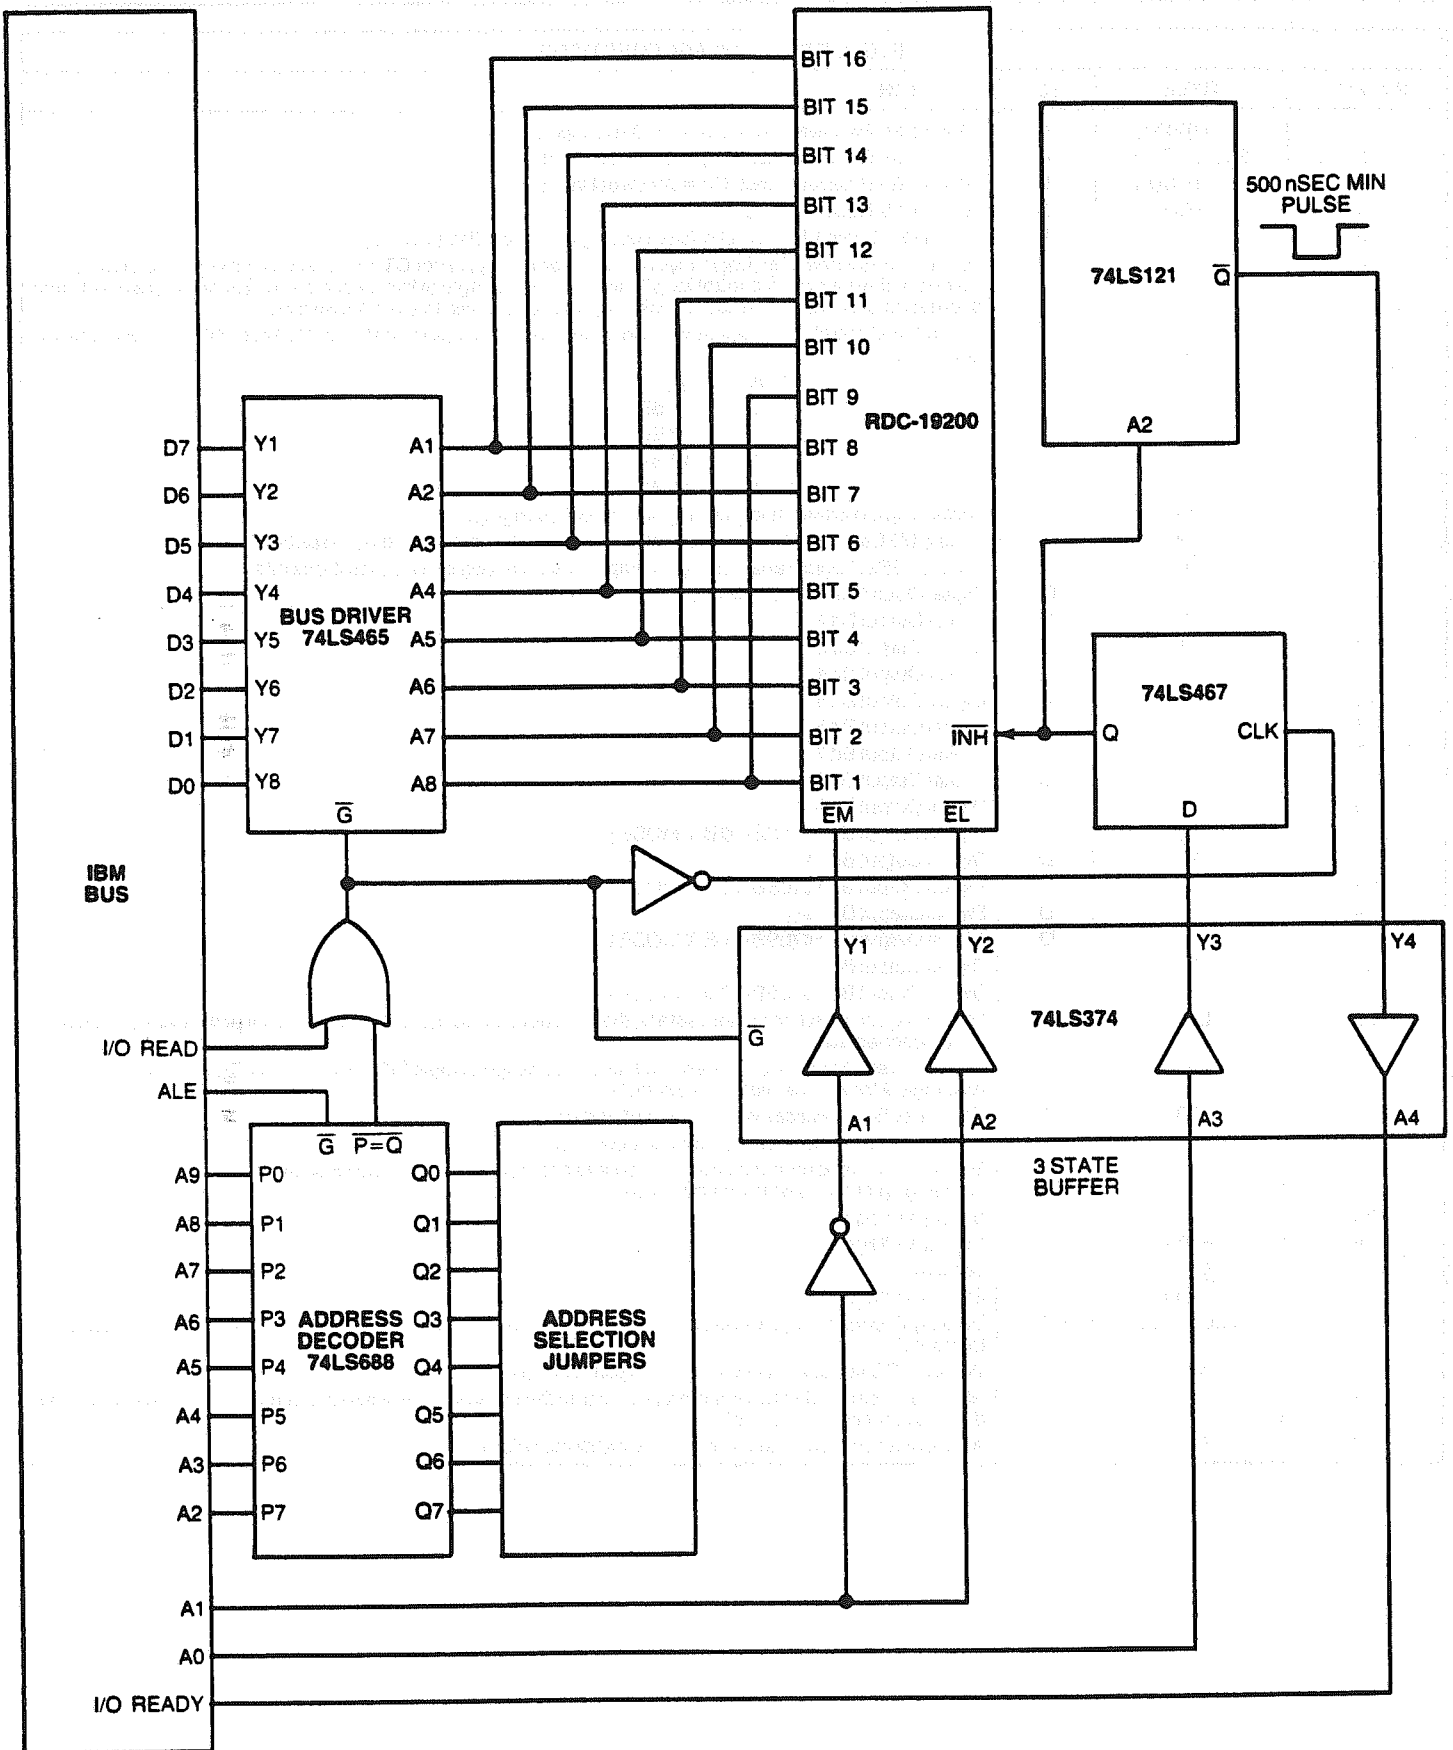 BIT 16
BIT 15
BIT 14
BIT 13
BIT 12
BIT 11
BIT 10
BIT 9
RDC-19200
BIT 8
BIT 7
BIT 6
BIT 5
BIT 4
BIT 3
BIT 2
BIT 1
INH
EM
EL
74LS121
Q
A2
500 nSEC MIN
PULSE
D7
D6
D5
D4
D3
D2
D1
D0
Y1
Y2
Y3
Y4
Y5
Y6
Y7
Y8
BUS DRIVER
74LS465
A1
A2
A3
A4
A5
A6
A7
A8
G
74LS467
Q
CLK
D
IBM
BUS
Y1
Y2
Y3
Y4
74LS374
G
A1
A2
A3
A4
3 STATE
BUFFER
I/O READ
ALE
G
P=Q
A9
A8
A7
A6
A5
A4
A3
A2
P0
P1
P2
P3
P4
P5
P6
P7
ADDRESS
DECODER
74LS688
Q0
Q1
Q2
Q3
Q4
Q5
Q6
Q7
ADDRESS
SELECTION
JUMPERS
A1
A0
I/O READY